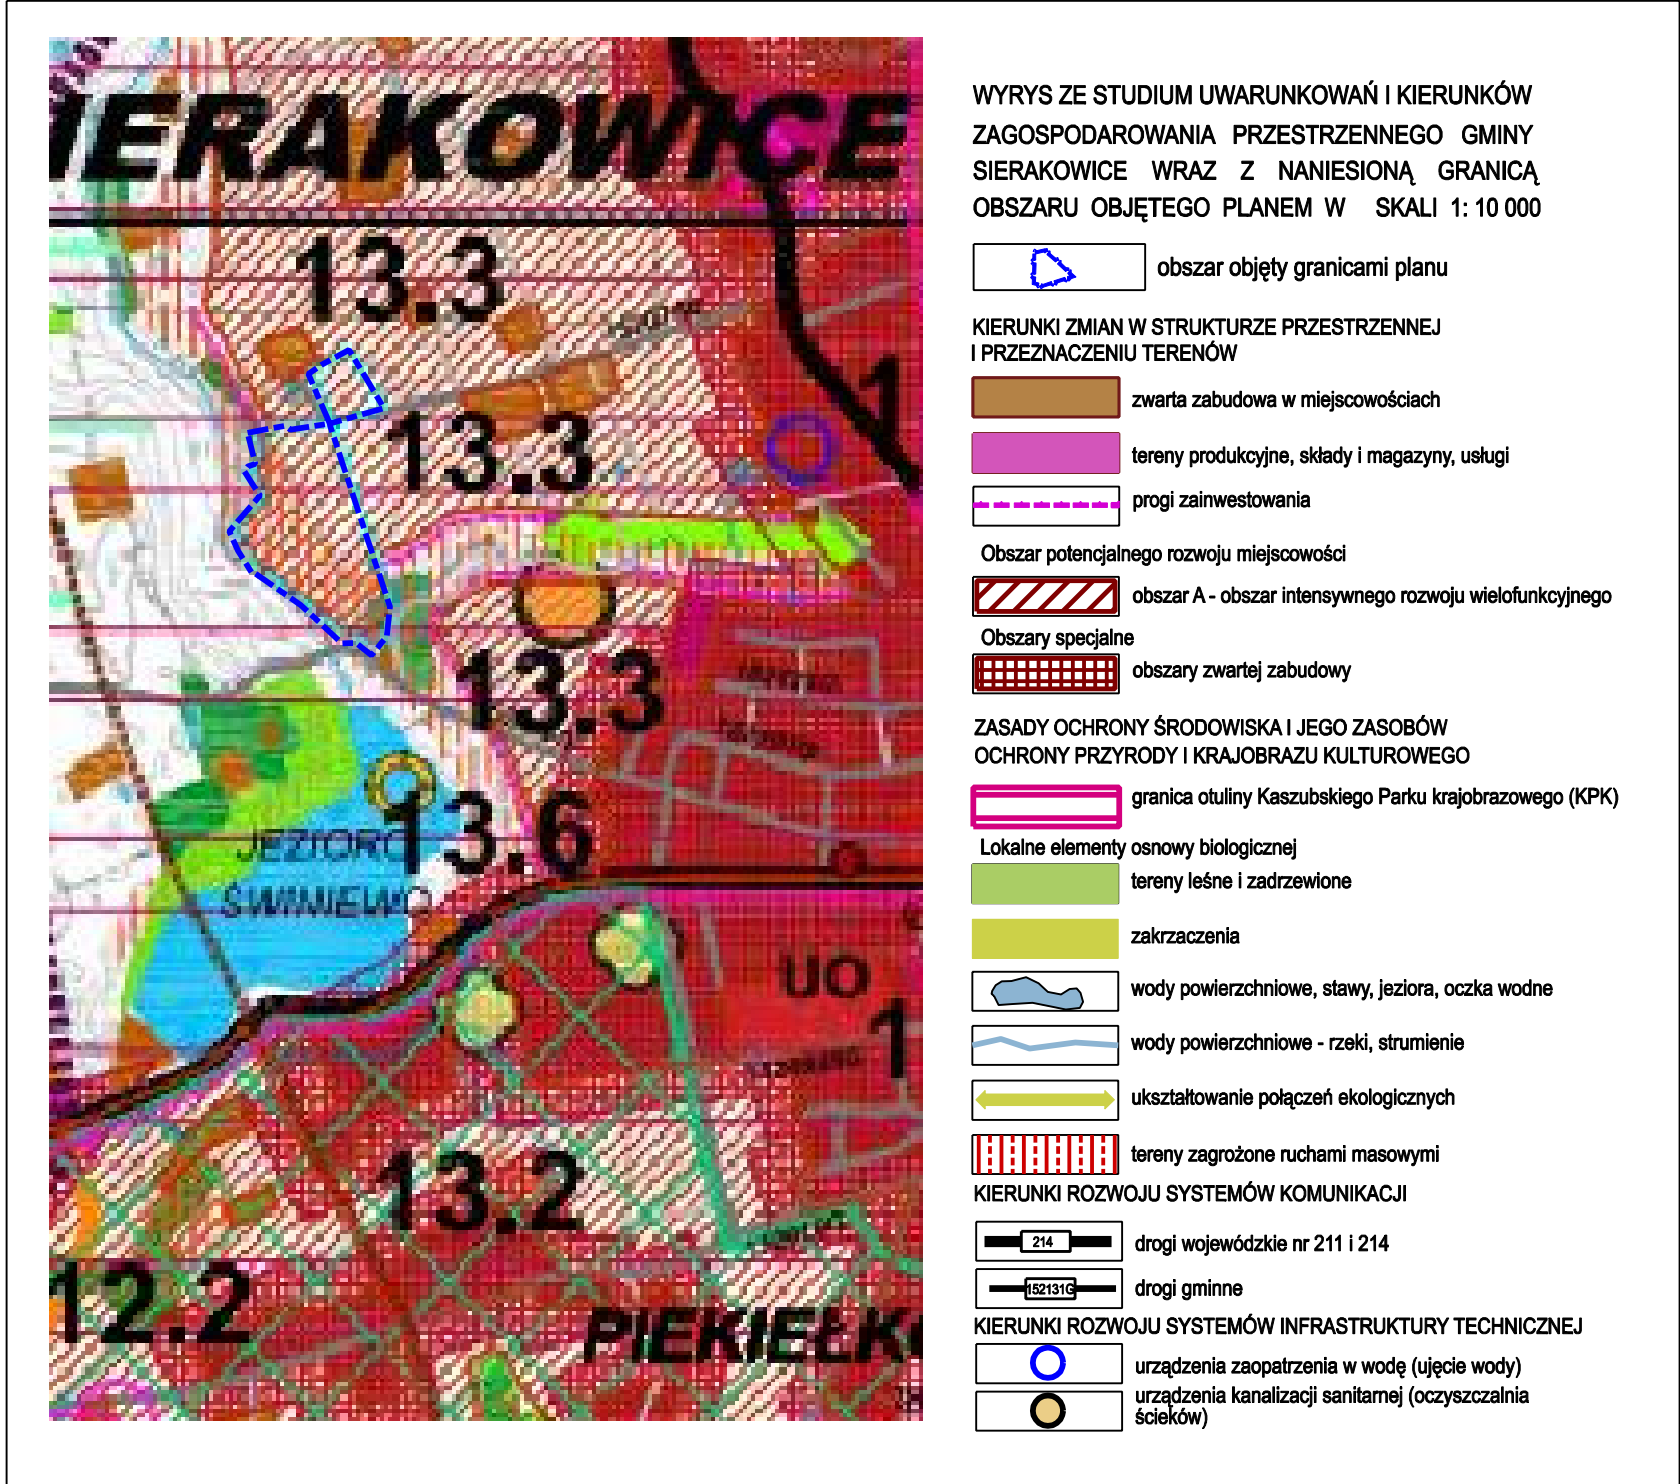 IERAKOWICE
13.3
13.3
1
13.3
13.6
JEZIORO
UO
1
13.2
12.2
PIEKIEŁK
WYRYS ZE STUDIUM UWARUNKOWAŃ I KIERUNKÓW
ZAGOSPODAROWANIA PRZESTRZENNEGO GMINY
SIERAKOWICE WRAZ Z NANIESIONĄ GRANICĄ
OBSZARU OBJĘTEGO PLANEM W SKALI 1: 10 000
obszar objęty granicami planu
KIERUNKI ZMIAN W STRUKTURZE PRZESTRZENNEJ
I PRZEZNACZENIU TERENÓW
zwarta zabudowa w miejscowościach
tereny produkcyjne, składy i magazyny, usługi
progi zainwestowania
Obszar potencjalnego rozwoju miejscowości
obszar A - obszar intensywnego rozwoju wielofunkcyjnego
Obszary specjalne
obszary zwartej zabudowy
ZASADY OCHRONY ŚRODOWISKA I JEGO ZASOBÓW
OCHRONY PRZYRODY I KRAJOBRAZU KULTUROWEGO
granica otuliny Kaszubskiego Parku krajobrazowego (KPK)
Lokalne elementy osnowy biologicznej
tereny leśne i zadrzewione
zakrzaczenia
wody powierzchniowe, stawy, jeziora, oczka wodne
wody powierzchniowe - rzeki, strumienie
ukształtowanie połączeń ekologicznych
tereny zagrożone ruchami masowymi
KIERUNKI ROZWOJU SYSTEMÓW KOMUNIKACJI
214
drogi wojewódzkie nr 211 i 214
152131G
drogi gminne
KIERUNKI ROZWOJU SYSTEMÓW INFRASTRUKTURY TECHNICZNEJ
urządzenia zaopatrzenia w wodę (ujęcie wody)
urządzenia kanalizacji sanitarnej (oczyszczalnia
ścieków)